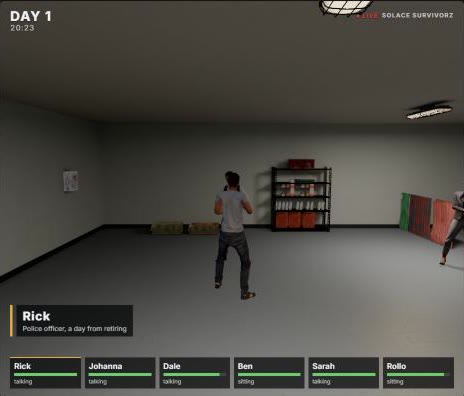 DAY 1
20:23
LIVE SOLACE SURVIVORZ
Rick
Police officer, a day from retiring
Rick Johanna Dale Ben Sarah Rollo
talking talking talking sitting talking sitting